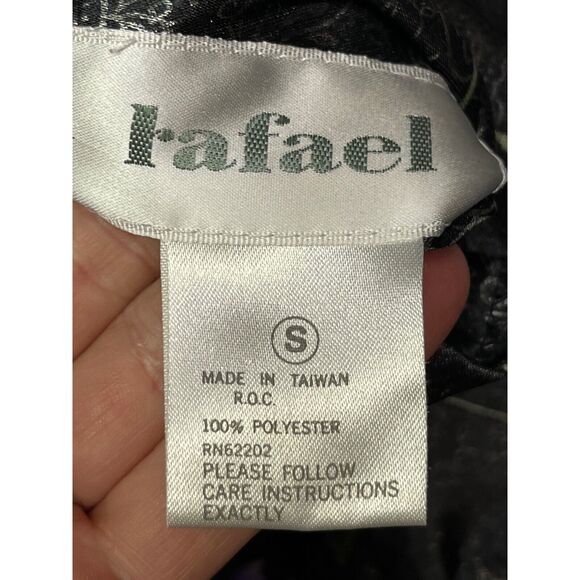 rafael
S
MADE IN TAIWAN
R.O.C.
100% POLYESTER
RN62202
PLEASE FOLLOW
CARE INSTRUCTIONS
EXACTLY